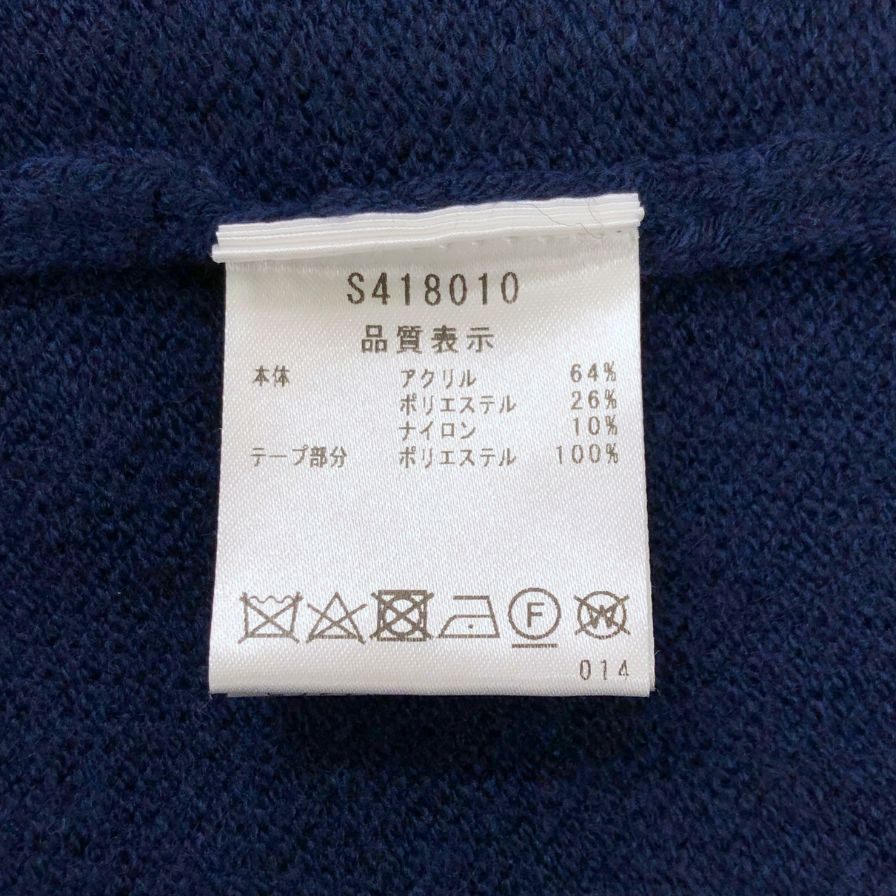 S418010
品質表示
本体 アクリル 64%
ポリエステル 26%
ナイロン 10%
テープ部分 ポリエステル 100%
F W
014